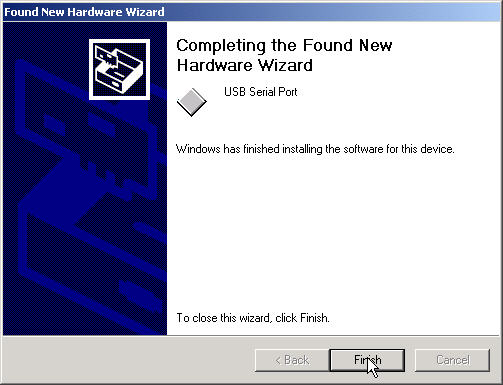 Found New Hardware Wizard
Completing the Found New
Hardware Wizard
USB Serial Port
Windows has finished installing the software for this device.
To close this wizard, click Finish.
< Back
Finish
Cancel